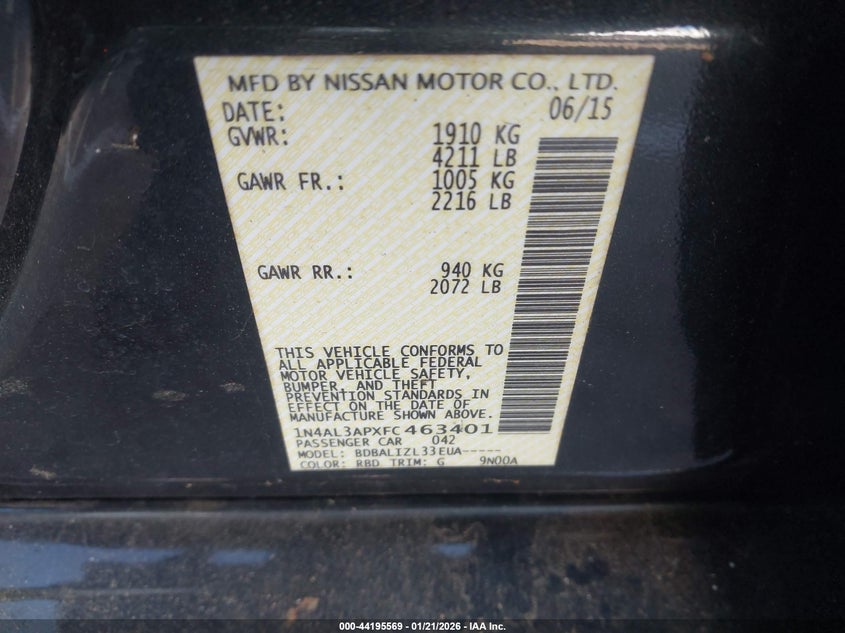 MFD BY NISSAN MOTOR CO., LTD.
DATE: 06/15
GVWR: 1910 KG
4211 LB
GAWR FR.: 1005 KG
2216 LB
GAWR RR.: 940 KG
2072 LB
THIS VEHICLE CONFORMS TO
ALL APPLICABLE FEDERAL
MOTOR VEHICLE SAFETY,
BUMPER, AND THEFT
PREVENTION STANDARDS IN
EFFECT ON THE DATE OF
MANUFACTURE SHOWN ABOVE.
1N4AL3APXFC463401
PASSENGER CAR 042
MODEL: BDBALIZL33EUA-----
COLOR: RBD TRIM: G 9N00A
000-44195569 - 01/21/2026 - IAA Inc.